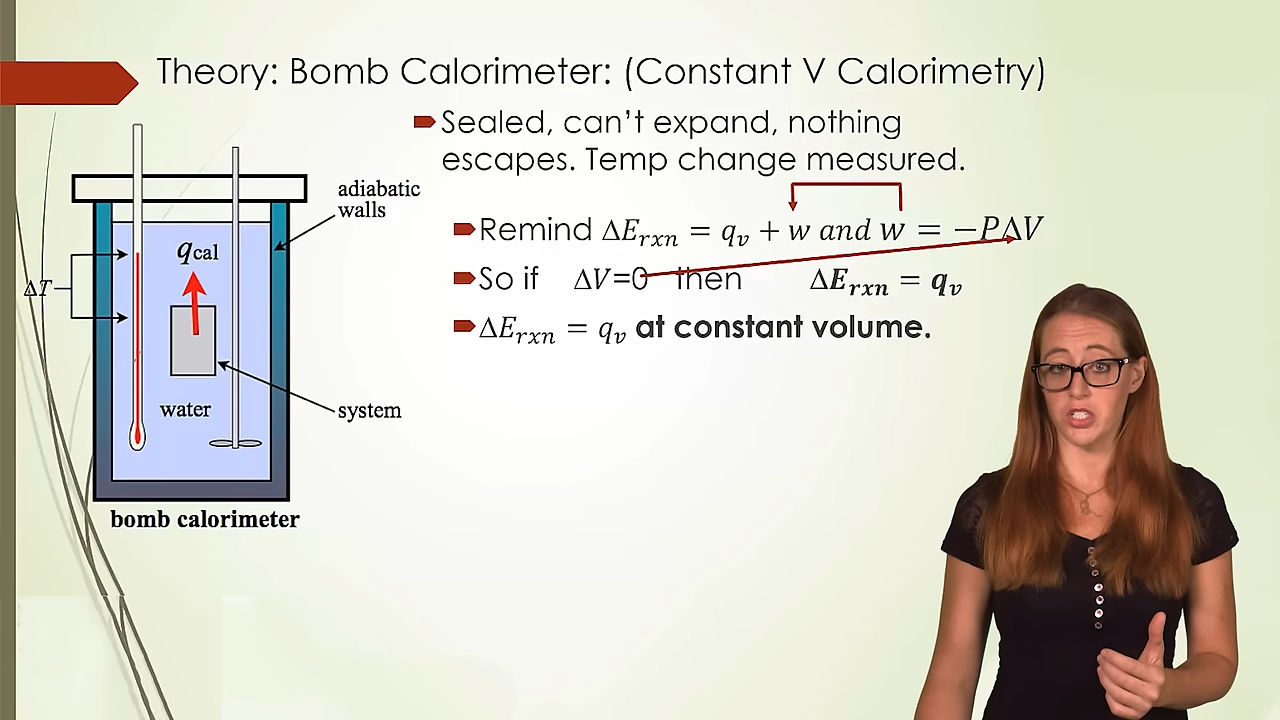 Theory: Bomb Calorimeter: (Constant V Calorimetry)
Sealed, can't expand, nothing
escapes. Temp change measured.
Remind ΔE_rxn = q_v + w and w = −PΔV
So if ΔV=0 then ΔE_rxn = q_v
ΔE_rxn = q_v at constant volume.
adiabatic
walls
qcal
ΔT
water
system
bomb calorimeter